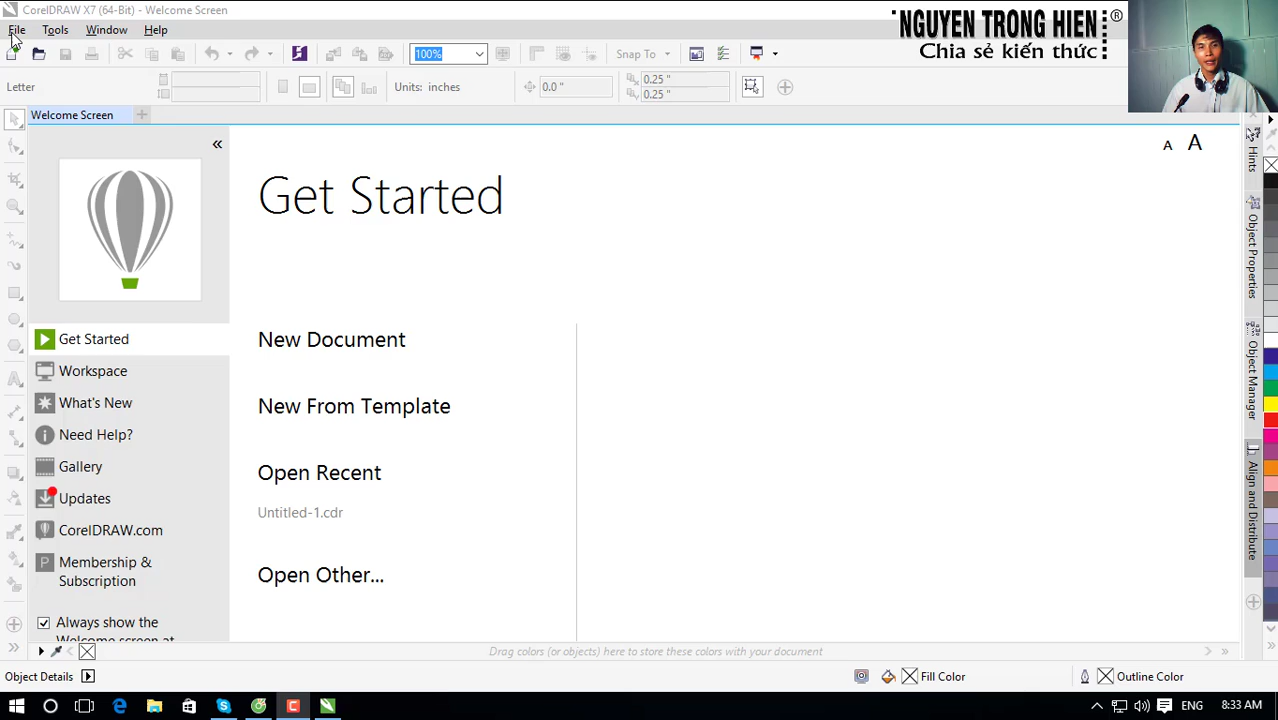 CorelDRAW X7 (64-Bit) - Welcome Screen
File Tools Window Help
NGUYEN TRONG HIEN ®
Chia sẻ kiến thức
100%
Snap To
Letter
Units: inches
0.0 "
0.25 "
0.25 "
Welcome Screen
A A
Get Started
New Document
New From Template
Open Recent
Untitled-1.cdr
Open Other...
Get Started
Workspace
What's New
Need Help?
Gallery
Updates
CorelDRAW.com
Membership &
Subscription
Always show the
Welcome screen at
Hints
Object Properties
Object Manager
Align and Distribute
Drag colors (or objects) here to store these colors with your document
Object Details
Fill Color
Outline Color
ENG
8:33 AM